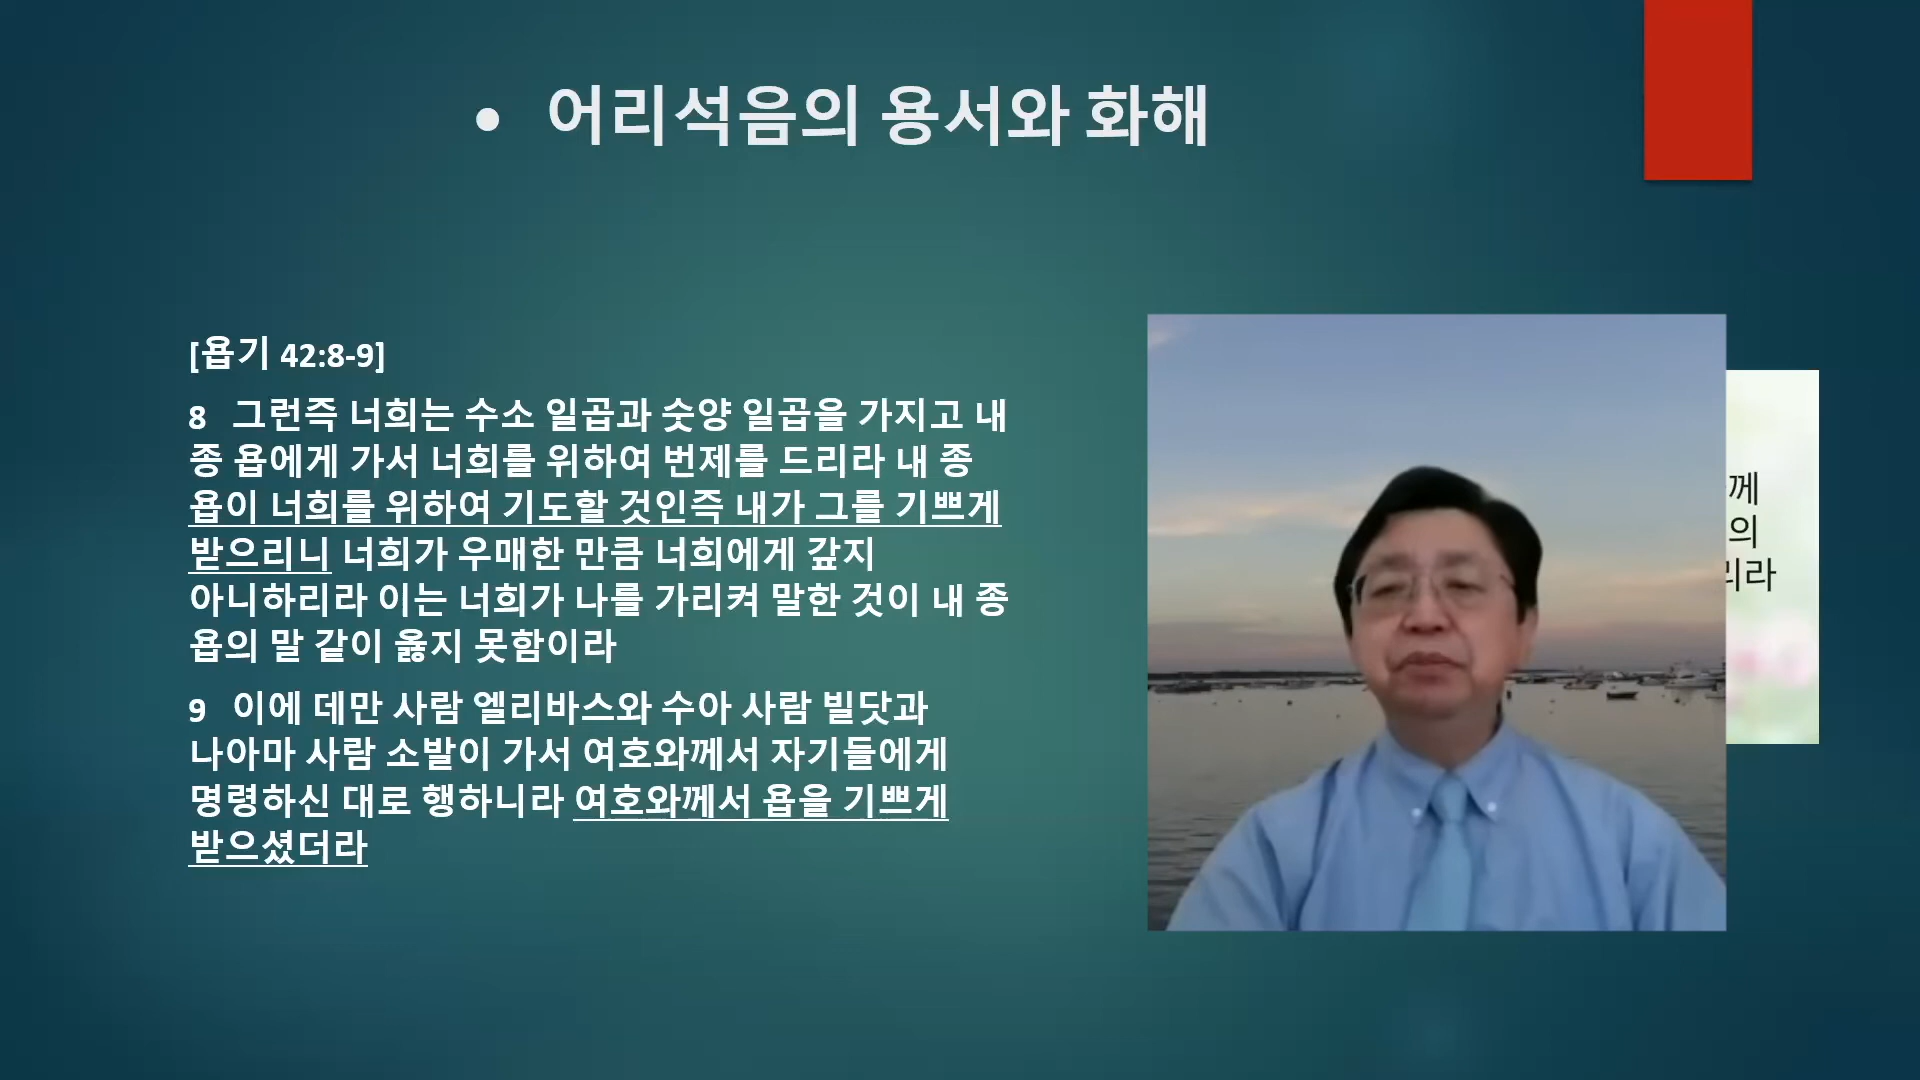 • 어리석음의 용서와 화해
[욥기 42:8-9]
8 그런즉 너희는 수소 일곱과 숫양 일곱을 가지고 내
종 욥에게 가서 너희를 위하여 번제를 드리라 내 종
욥이 너희를 위하여 기도할 것인즉 내가 그를 기쁘게
받으리니 너희가 우매한 만큼 너희에게 갚지
아니하리라 이는 너희가 나를 가리켜 말한 것이 내 종
욥의 말 같이 옳지 못함이라
9 이에 데만 사람 엘리바스와 수아 사람 빌닷과
나아마 사람 소발이 가서 여호와께서 자기들에게
명령하신 대로 행하니라 여호와께서 욥을 기쁘게
받으셨더라
께
의
리라